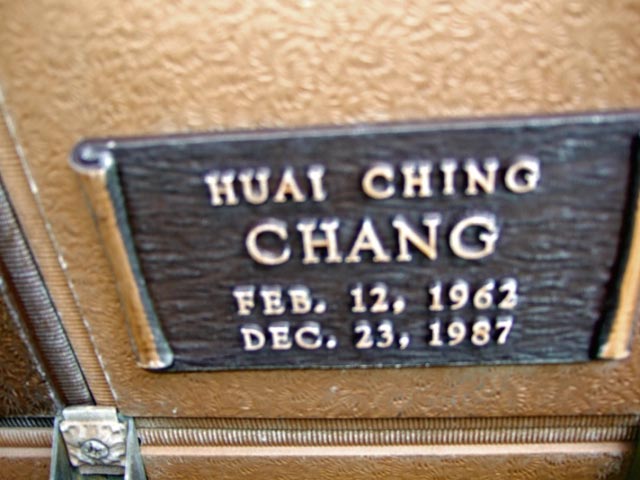 HUAI CHING
CHANG
FEB. 12, 1962
DEC. 23, 1987